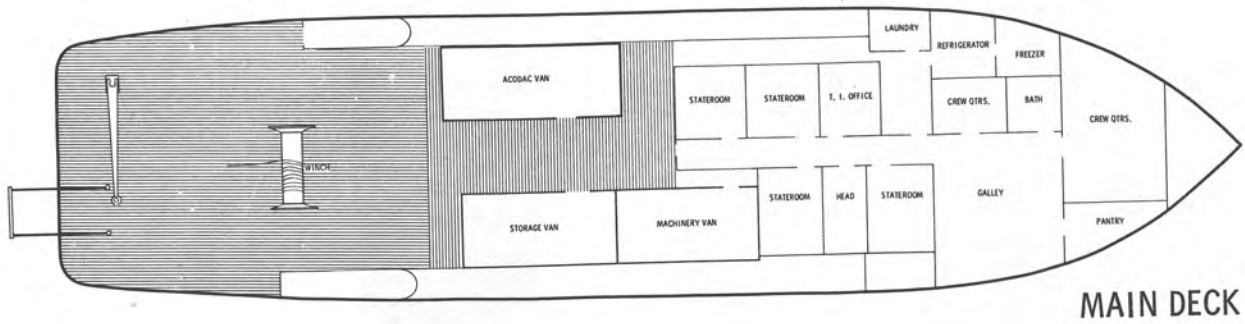 LAUNDRY
REFRIGERATOR
FREEZER
ACODAC VAN
STATEROOM
STATEROOM
T. I. OFFICE
CREW QTRS.
BATH
CREW QTRS.
WINCH
STATEROOM
HEAD
STATEROOM
GALLEY
STORAGE VAN
MACHINERY VAN
PANTRY
MAIN DECK